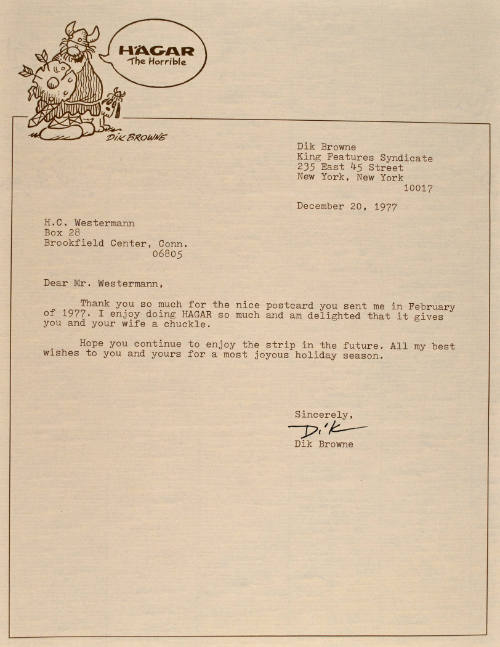 HÄGAR
The Horrible
DIK BROWNE
Dik Browne
King Features Syndicate
235 East 45 Street
New York, New York
10017
December 20, 1977
H.C. Westermann
Box 28
Brookfield Center, Conn.
06805
Dear Mr. Westermann,
Thank you so much for the nice postcard you sent me in February
of 1977. I enjoy doing HAGAR so much and am delighted that it gives
you and your wife a chuckle.
Hope you continue to enjoy the strip in the future. All my best
wishes to you and yours for a most joyous holiday season.
Sincerely,
Dik
Dik Browne